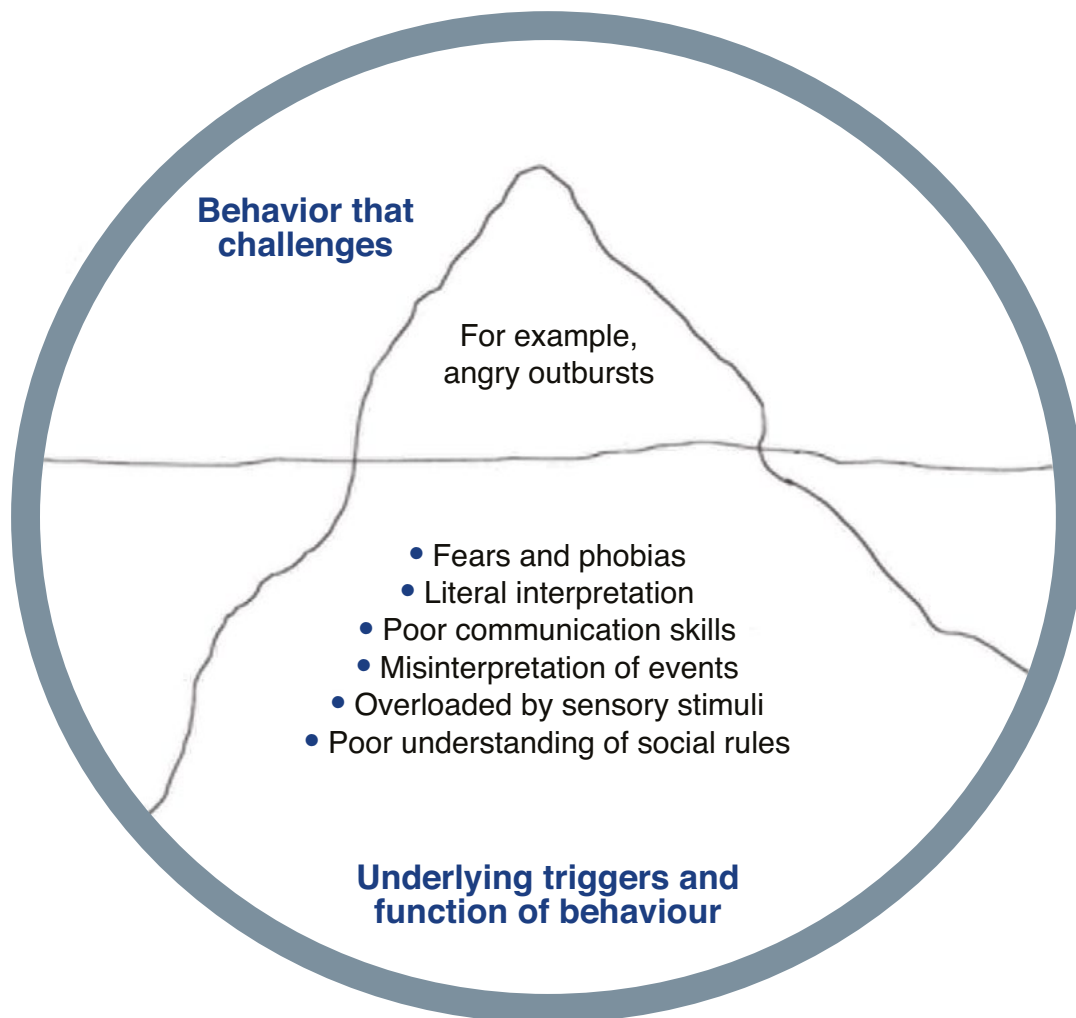 Behavior that
challenges
For example,
angry outbursts
• Fears and phobias
• Literal interpretation
• Poor communication skills
• Misinterpretation of events
• Overloaded by sensory stimuli
• Poor understanding of social rules
Underlying triggers and
function of behaviour